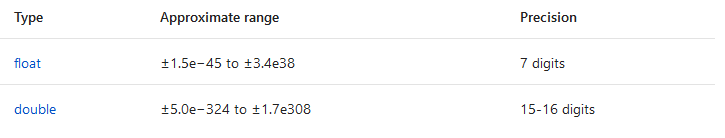 Type Approximate range Precision
float ±1.5e−45 to ±3.4e38 7 digits
double ±5.0e−324 to ±1.7e308 15-16 digits